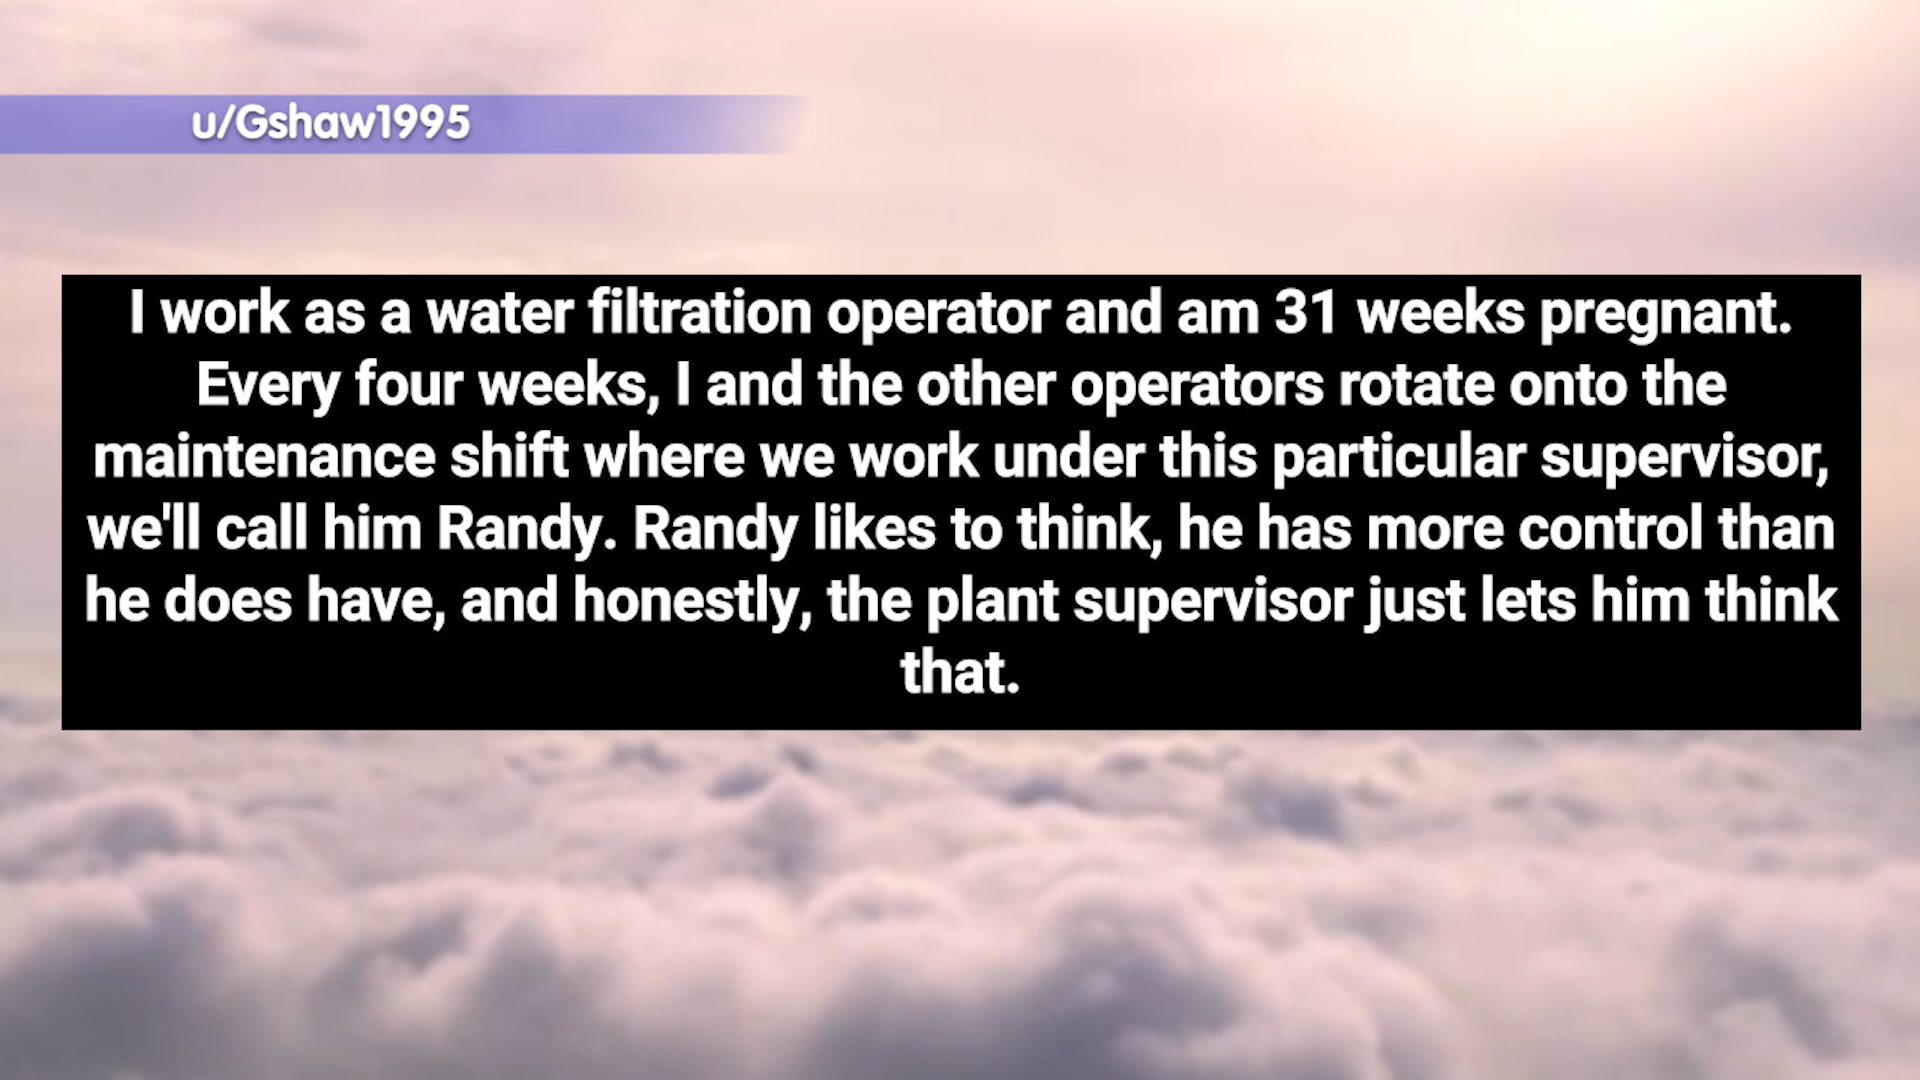 u/Gshaw1995
I work as a water filtration operator and am 31 weeks pregnant.
Every four weeks, I and the other operators rotate onto the
maintenance shift where we work under this particular supervisor,
we'll call him Randy. Randy likes to think, he has more control than
he does have, and honestly, the plant supervisor just lets him think
that.